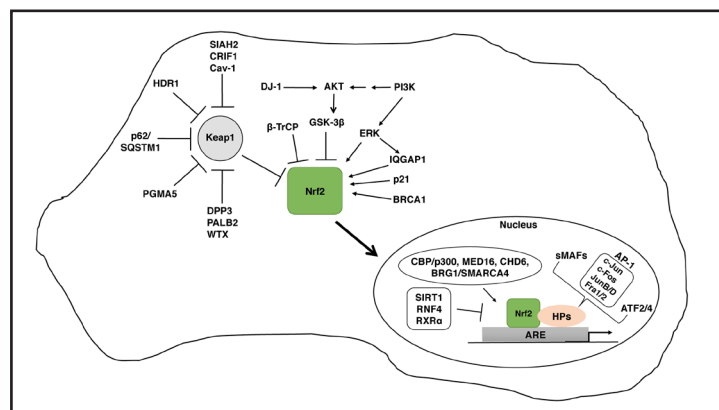 SIAH2
CRIF1
Cav-1
HDR1
p62/
SQSTM1
Keap1
PGMA5
DPP3
PALB2
WTX
DJ-1
AKT
PI3K
GSK-3β
β-TrCP
ERK
IQGAP1
p21
BRCA1
Nrf2
Nucleus
CBP/p300, MED16, CHD6,
BRG1/SMARCA4
SIRT1
RNF4
RXRα
sMAFs
AP-1
c-Jun
c-Fos
JunB/D
Fra1/2
ATF2/4
Nrf2
HPs
ARE